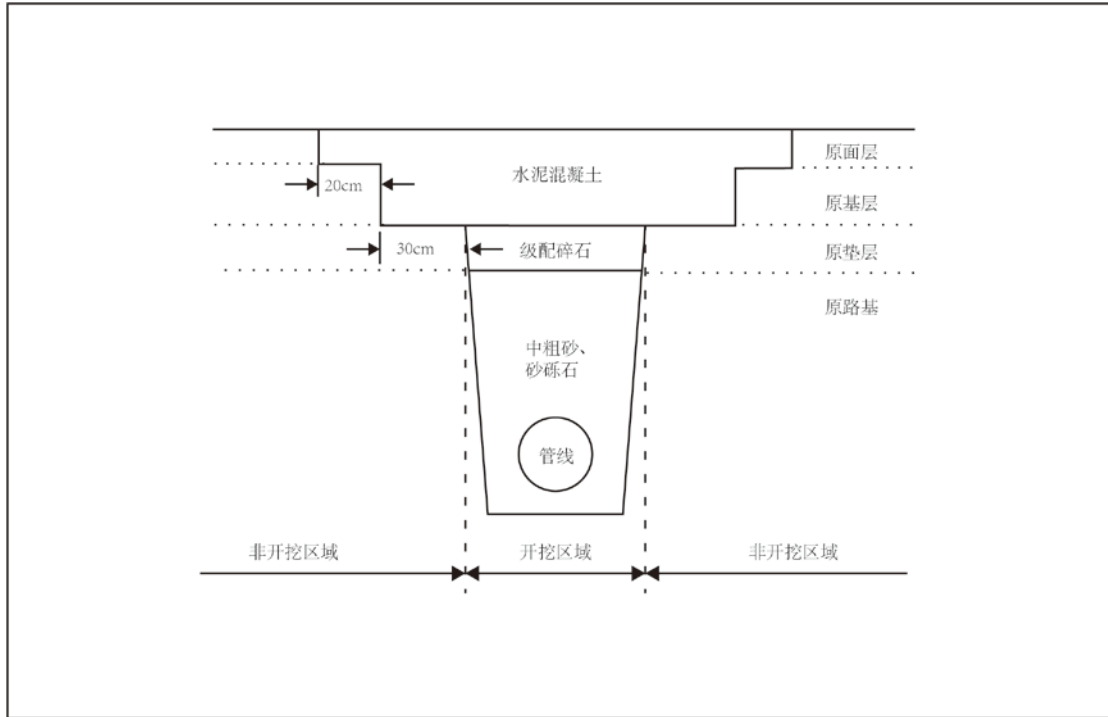 原面层
水泥混凝土
20cm
原基层
30cm
级配碎石
原垫层
原路基
中粗砂、
砂砾石
管线
非开挖区域
开挖区域
非开挖区域